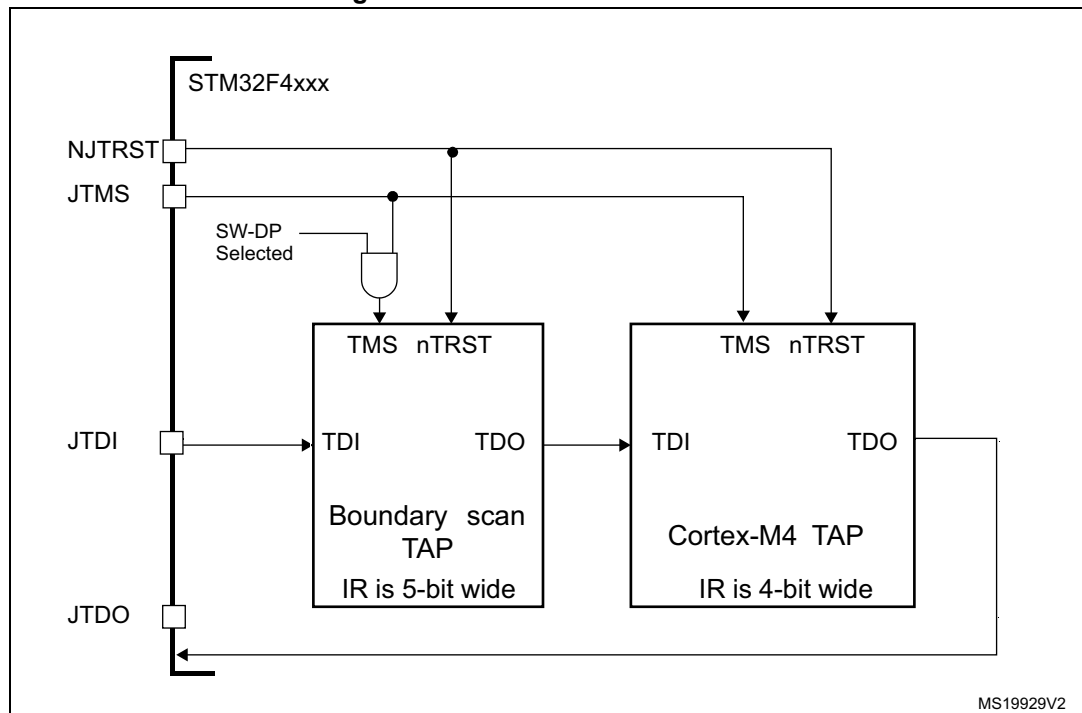 STM32F4xxx
NJTRST
JTMS
SW-DP
Selected
TMS nTRST
TMS nTRST
JTDI
TDI
TDO
TDI
TDO
Boundary scan
TAP
Cortex-M4 TAP
IR is 5-bit wide
IR is 4-bit wide
JTDO
MS19929V2